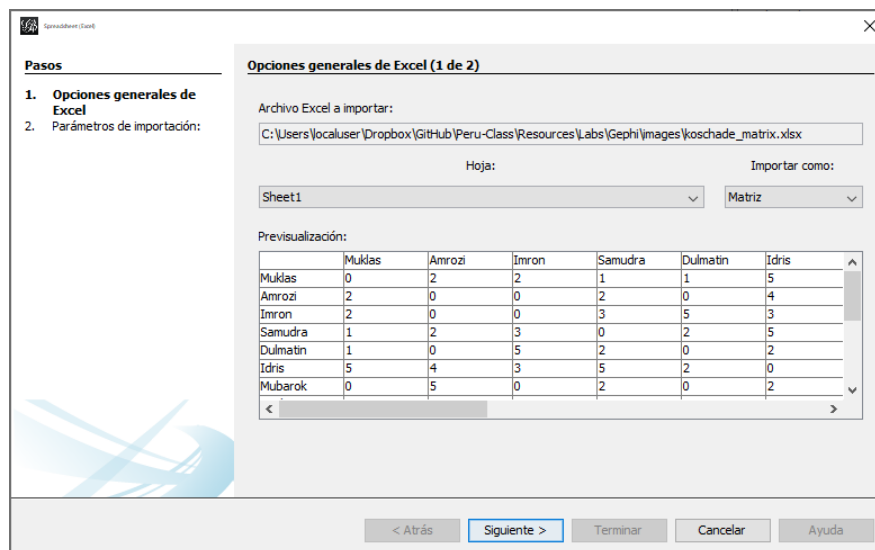 Spreadsheet (Excel)
Pasos
1. Opciones generales de
Excel
2. Parámetros de importación:
Opciones generales de Excel (1 de 2)
Archivo Excel a importar:
C:\Users\localuser\Dropbox\GitHub\Peru-Class\Resources\Labs\Gephi\images\koschade_matrix.xlsx
Hoja: Importar como:
Sheet1 Matriz
Previsualización:
Muklas Amrozi Imron Samudra Dulmatin Idris
Muklas 0 2 2 1 1 5
Amrozi 2 0 0 2 0 4
Imron 2 0 0 3 5 3
Samudra 1 2 3 0 2 5
Dulmatin 1 0 5 2 0 2
Idris 5 4 3 5 2 0
Mubarok 0 5 0 2 0 2
< Atrás Siguiente > Terminar Cancelar Ayuda